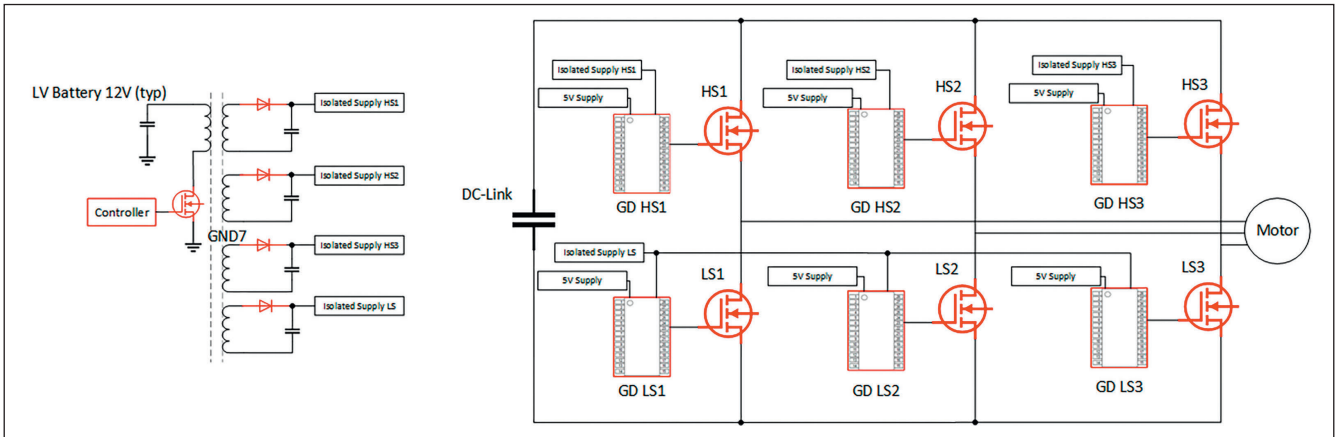 LV Battery 12V (typ)
Isolated Supply HS1
Isolated Supply HS2
Controller
GND7
Isolated Supply HS3
Isolated Supply LS
Isolated Supply HS1
5V Supply
HS1
GD HS1
Isolated Supply HS2
5V Supply
HS2
GD HS2
Isolated Supply HS3
5V Supply
HS3
GD HS3
DC-Link
Motor
Isolated Supply LS
5V Supply
LS1
GD LS1
5V Supply
LS2
GD LS2
5V Supply
LS3
GD LS3